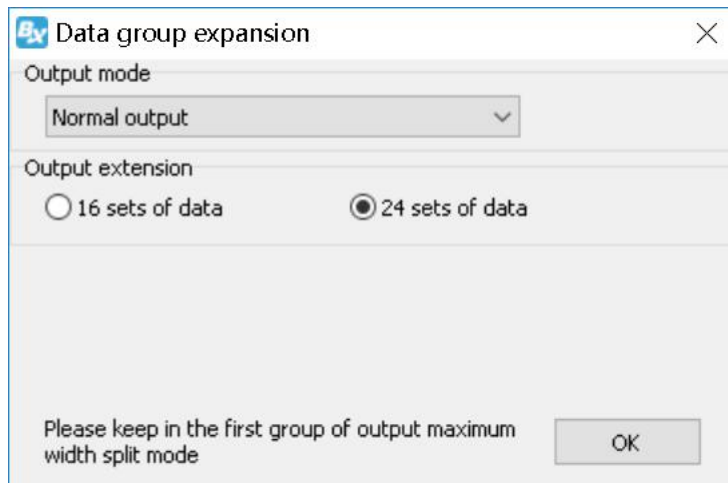 BX Data group expansion
Output mode
Normal output
Output extension
16 sets of data 24 sets of data
Please keep in the first group of output maximum
width split mode
OK